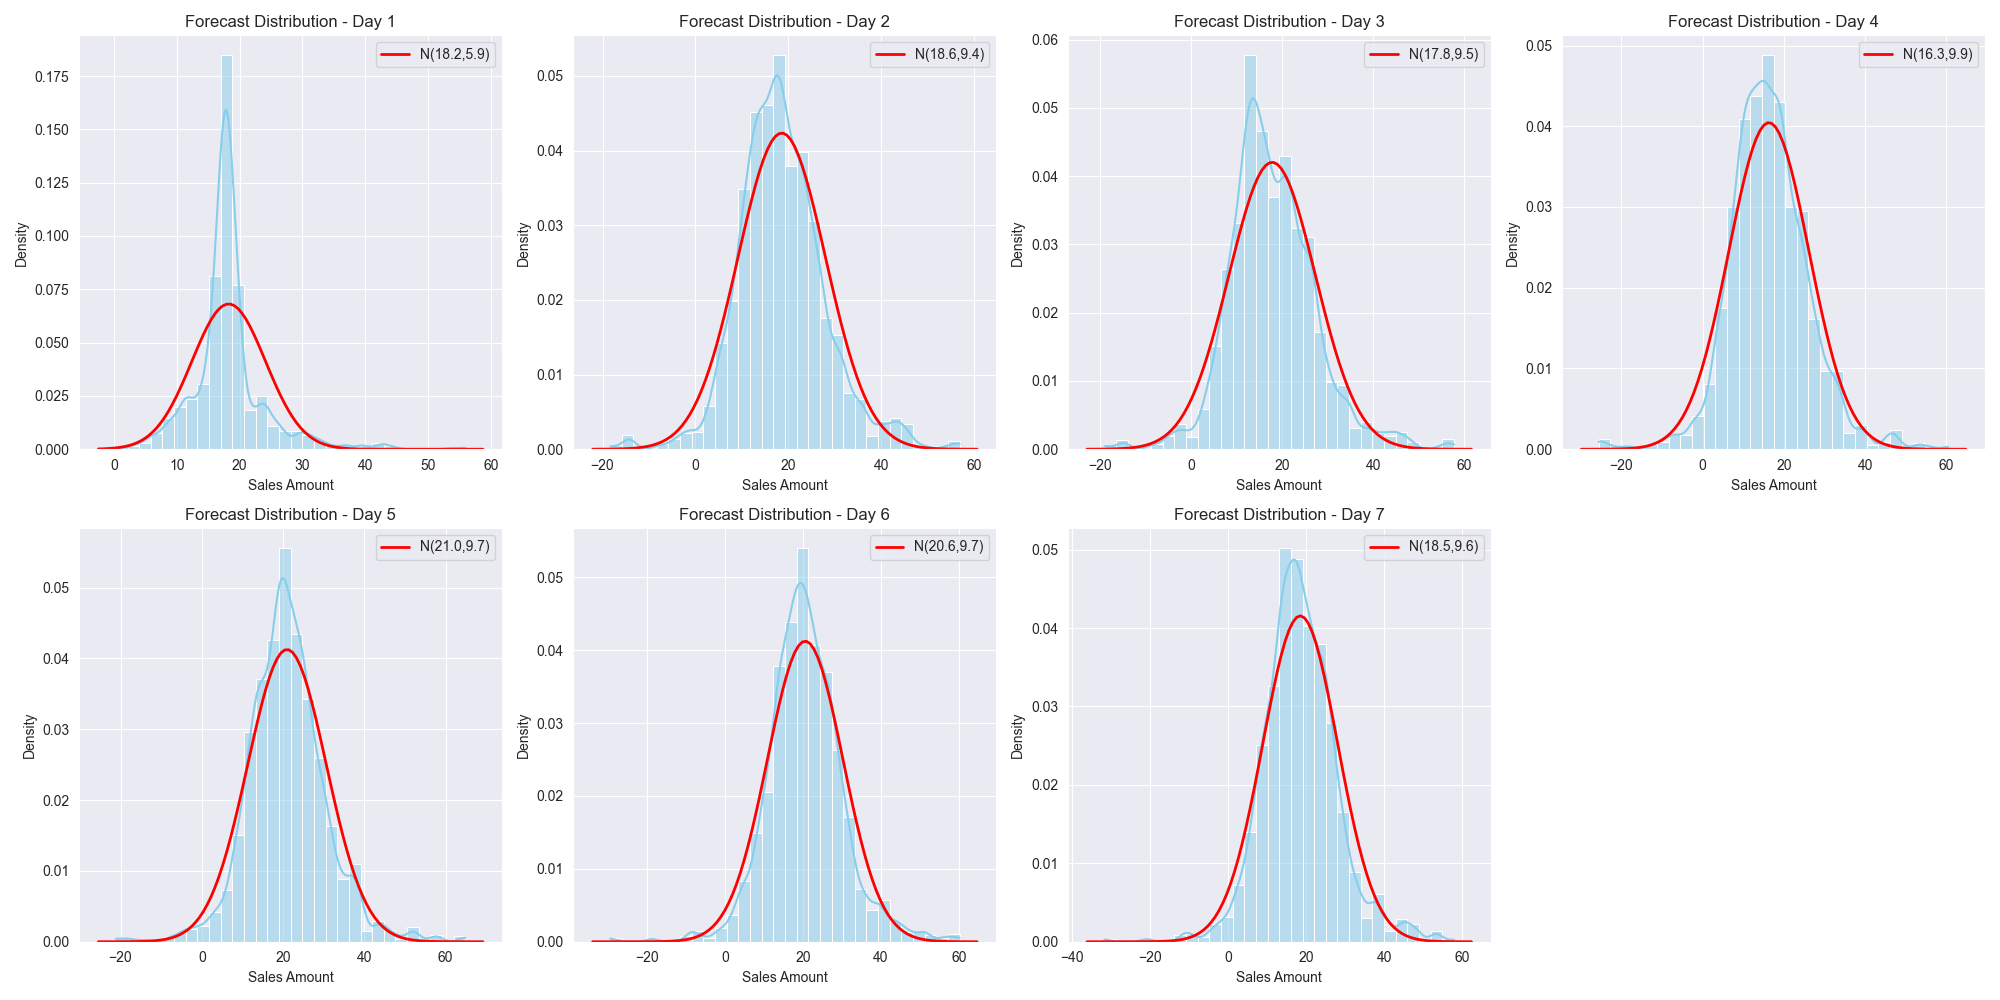 Forecast Distribution - Day 1
N(18.2,5.9)
0.175
0.150
0.125
0.100
0.075
0.050
0.025
0.000
Density
0 10 20 30 40 50 60
Sales Amount
Forecast Distribution - Day 2
N(18.6,9.4)
0.05
0.04
0.03
0.02
0.01
0.00
Density
−20 0 20 40 60
Sales Amount
Forecast Distribution - Day 3
N(17.8,9.5)
0.06
0.05
0.04
0.03
0.02
0.01
0.00
Density
−20 0 20 40 60
Sales Amount
Forecast Distribution - Day 4
N(16.3,9.9)
0.05
0.04
0.03
0.02
0.01
0.00
Density
−20 0 20 40 60
Sales Amount
Forecast Distribution - Day 5
N(21.0,9.7)
0.05
0.04
0.03
0.02
0.01
0.00
Density
−20 0 20 40 60
Sales Amount
Forecast Distribution - Day 6
N(20.6,9.7)
0.05
0.04
0.03
0.02
0.01
0.00
Density
−20 0 20 40 60
Sales Amount
Forecast Distribution - Day 7
N(18.5,9.6)
0.05
0.04
0.03
0.02
0.01
0.00
Density
−40 −20 0 20 40 60
Sales Amount